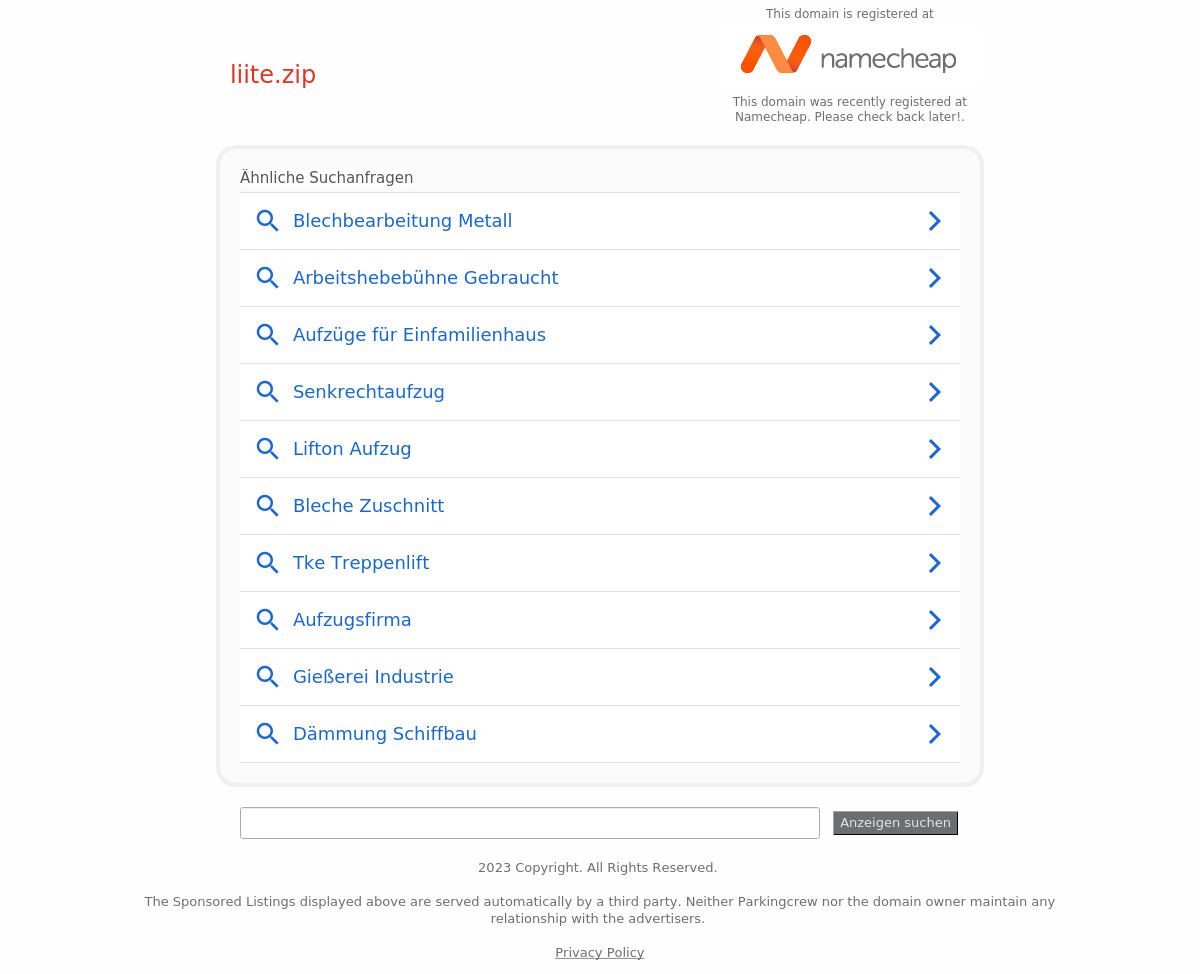 This domain is registered at
namecheap
liite.zip
This domain was recently registered at
Namecheap. Please check back later!.
Ähnliche Suchanfragen
Blechbearbeitung Metall
Arbeitshebebühne Gebraucht
Aufzüge für Einfamilienhaus
Senkrechtaufzug
Lifton Aufzug
Bleche Zuschnitt
Tke Treppenlift
Aufzugsfirma
Gießerei Industrie
Dämmung Schiffbau
Anzeigen suchen
2023 Copyright. All Rights Reserved.
The Sponsored Listings displayed above are served automatically by a third party. Neither Parkingcrew nor the domain owner maintain any
relationship with the advertisers.
Privacy Policy